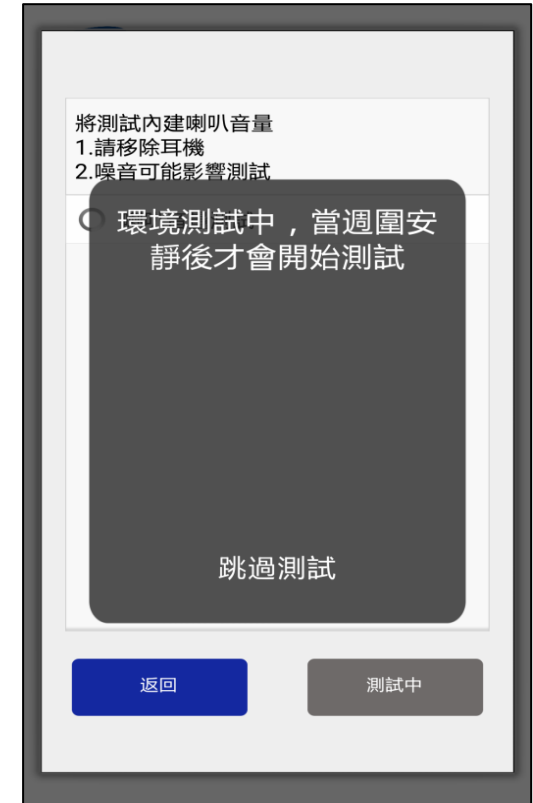 將測試內建喇叭音量
1.請移除耳機
2.噪音可能影響測試
環境測試中，當週圍安
靜後才會開始測試
跳過測試
返回
測試中